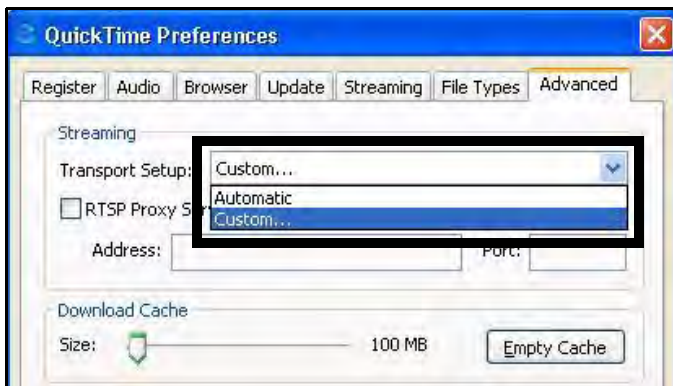 QuickTime Preferences
Register Audio Browser Update Streaming File Types Advanced
Streaming
Transport Setup: Custom...
Automatic
RTSP Proxy
Custom...
Address: Port:
Download Cache
Size: 100 MB Empty Cache